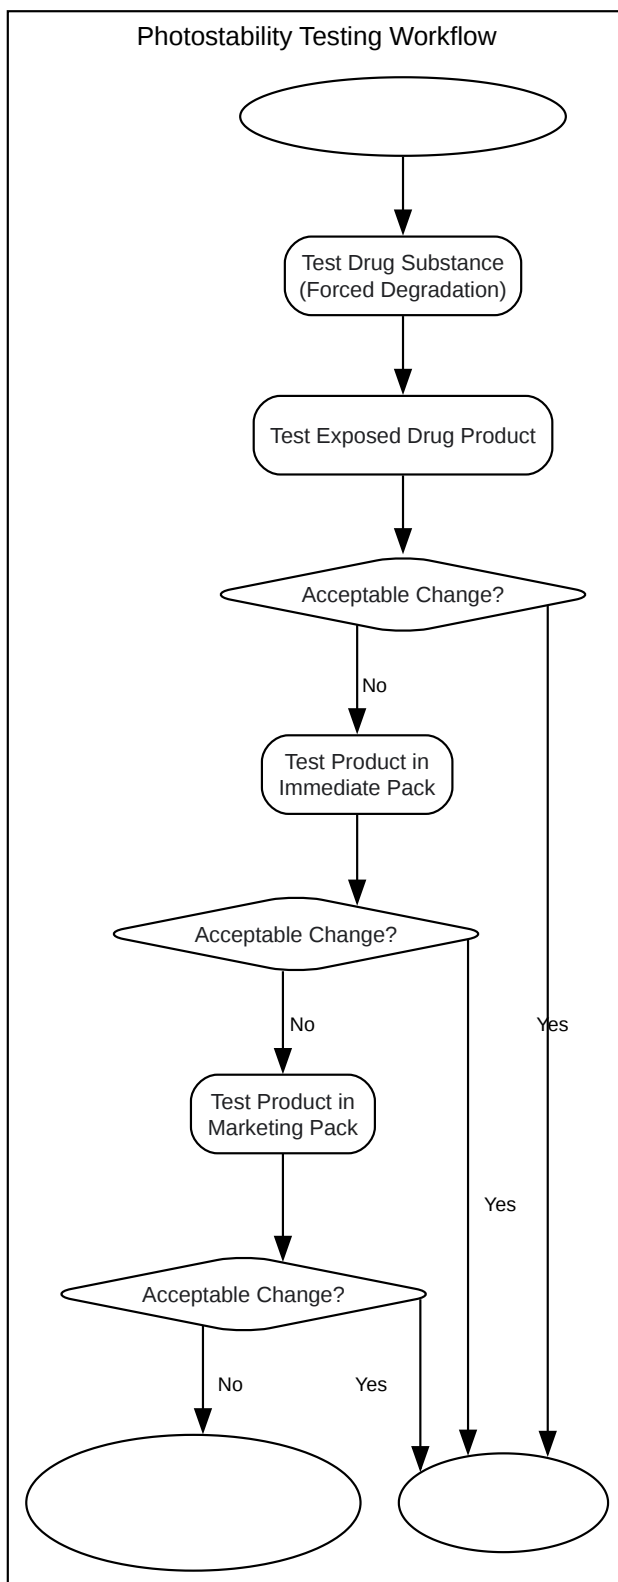 Photostability Testing Workflow
Test Drug Substance
(Forced Degradation)
Test Exposed Drug Product
Acceptable Change?
No
Test Product in
Immediate Pack
Acceptable Change?
No
Yes
Test Product in
Marketing Pack
Yes
Acceptable Change?
No
Yes